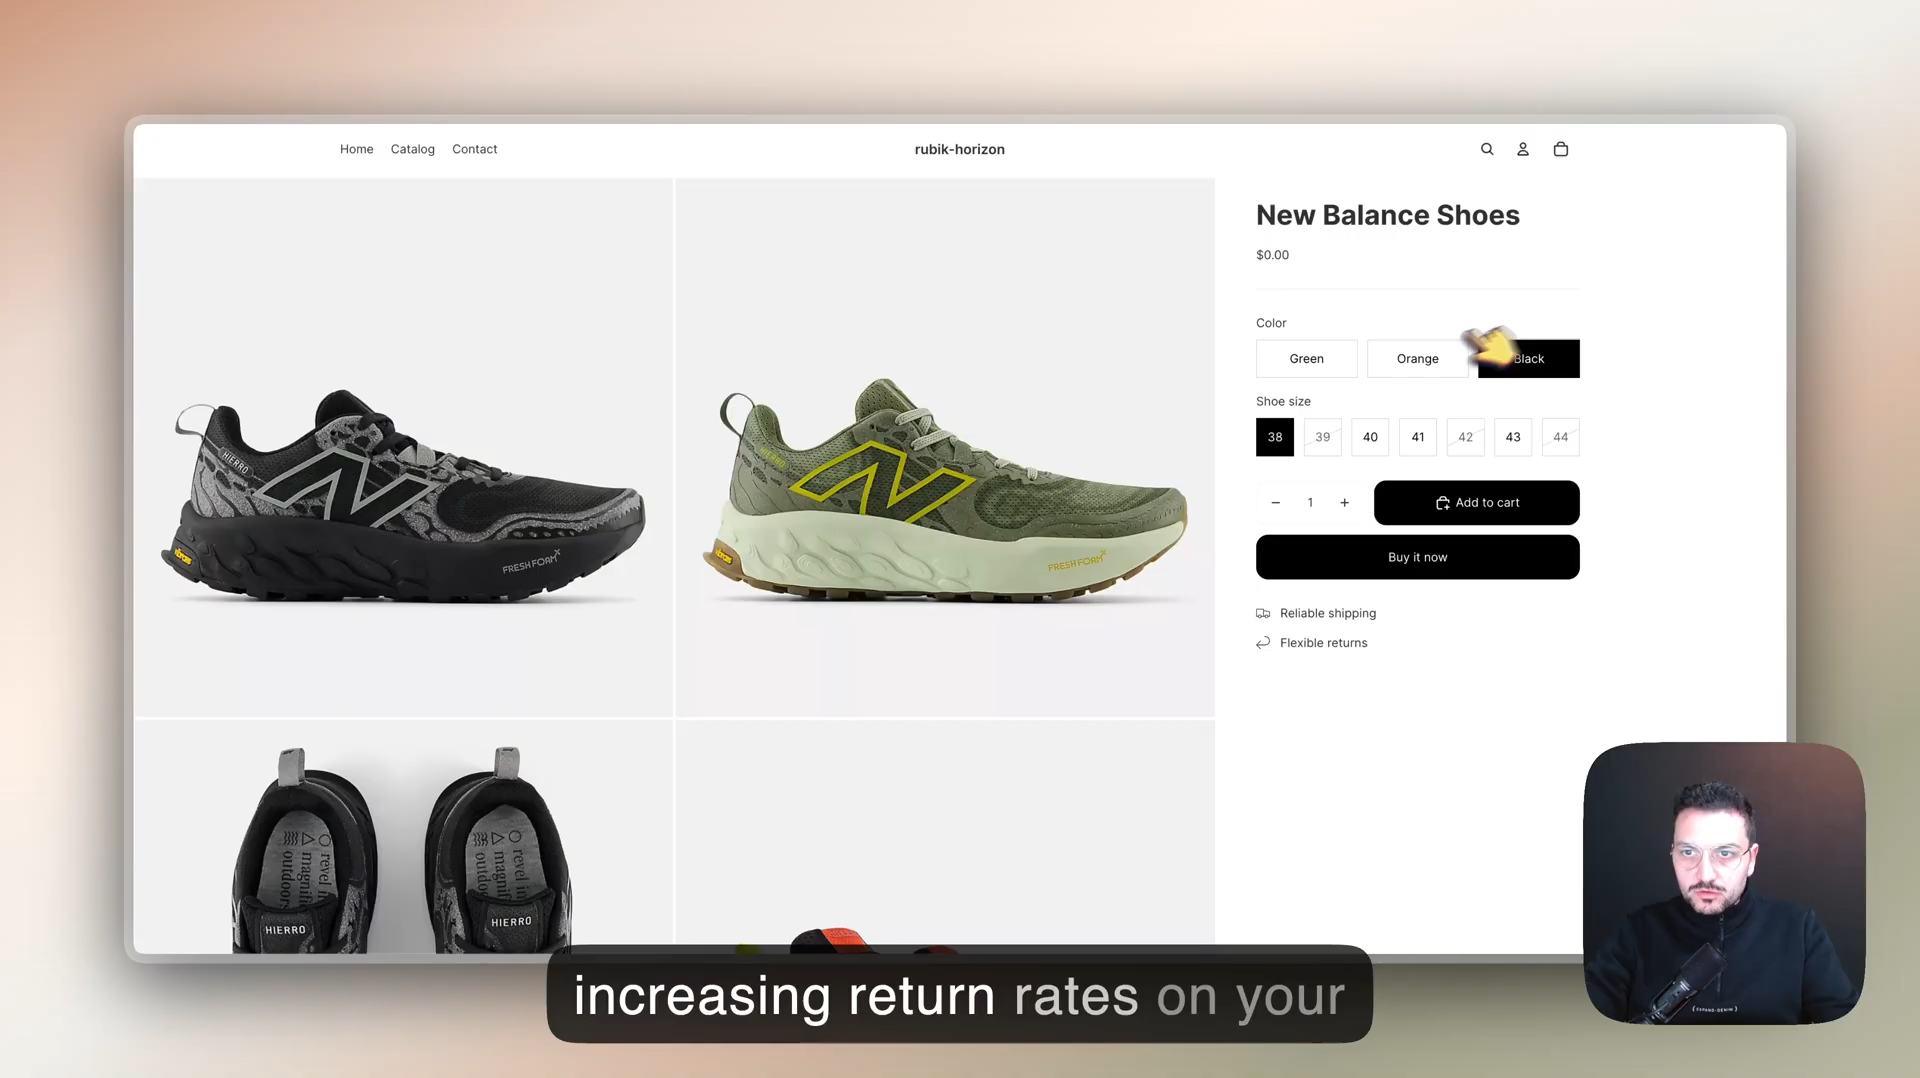 Home Catalog Contact
rubik-horizon
New Balance Shoes
$0.00
Color
Green Orange Black
Shoe size
38 39 40 41 42 43 44
− 1 +
Add to cart
Buy it now
Reliable shipping
Flexible returns
HIERRO
N
FRESH FOAM X
HIERRO
N
FRESH FOAM X
HIERRO
HIERRO
increasing return rates on your